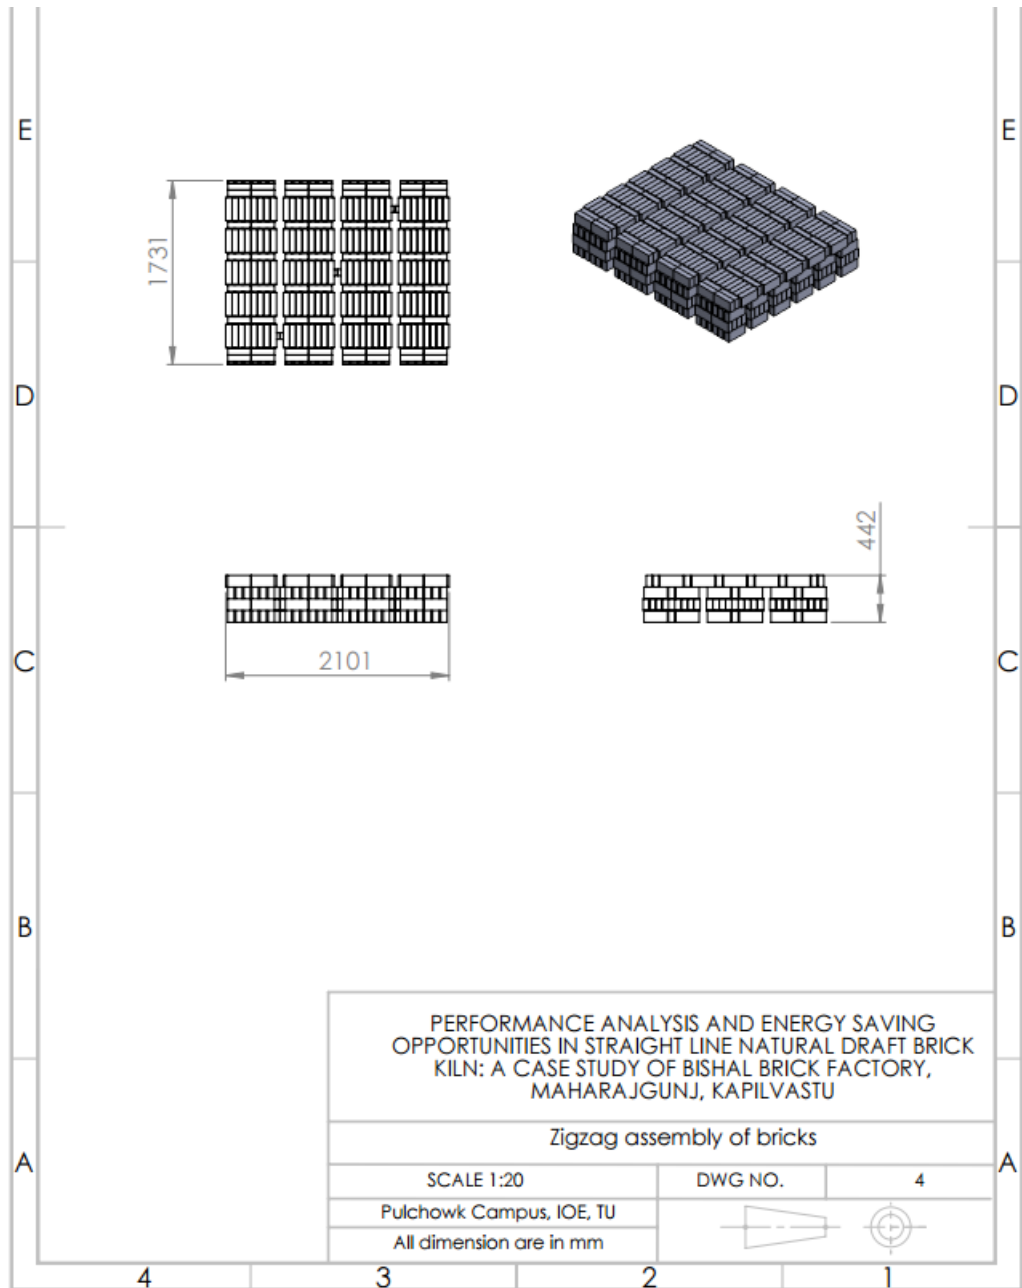 E
E
1731
D
D
442
2101
C
C
B
B
PERFORMANCE ANALYSIS AND ENERGY SAVING
OPPORTUNITIES IN STRAIGHT LINE NATURAL DRAFT BRICK
KILN: A CASE STUDY OF BISHAL BRICK FACTORY,
MAHARAJGUNJ, KAPILVASTU
Zigzag assembly of bricks
A
A
SCALE 1:20
DWG NO.
4
Pulchowk Campus, IOE, TU
All dimension are in mm
4
3
2
1